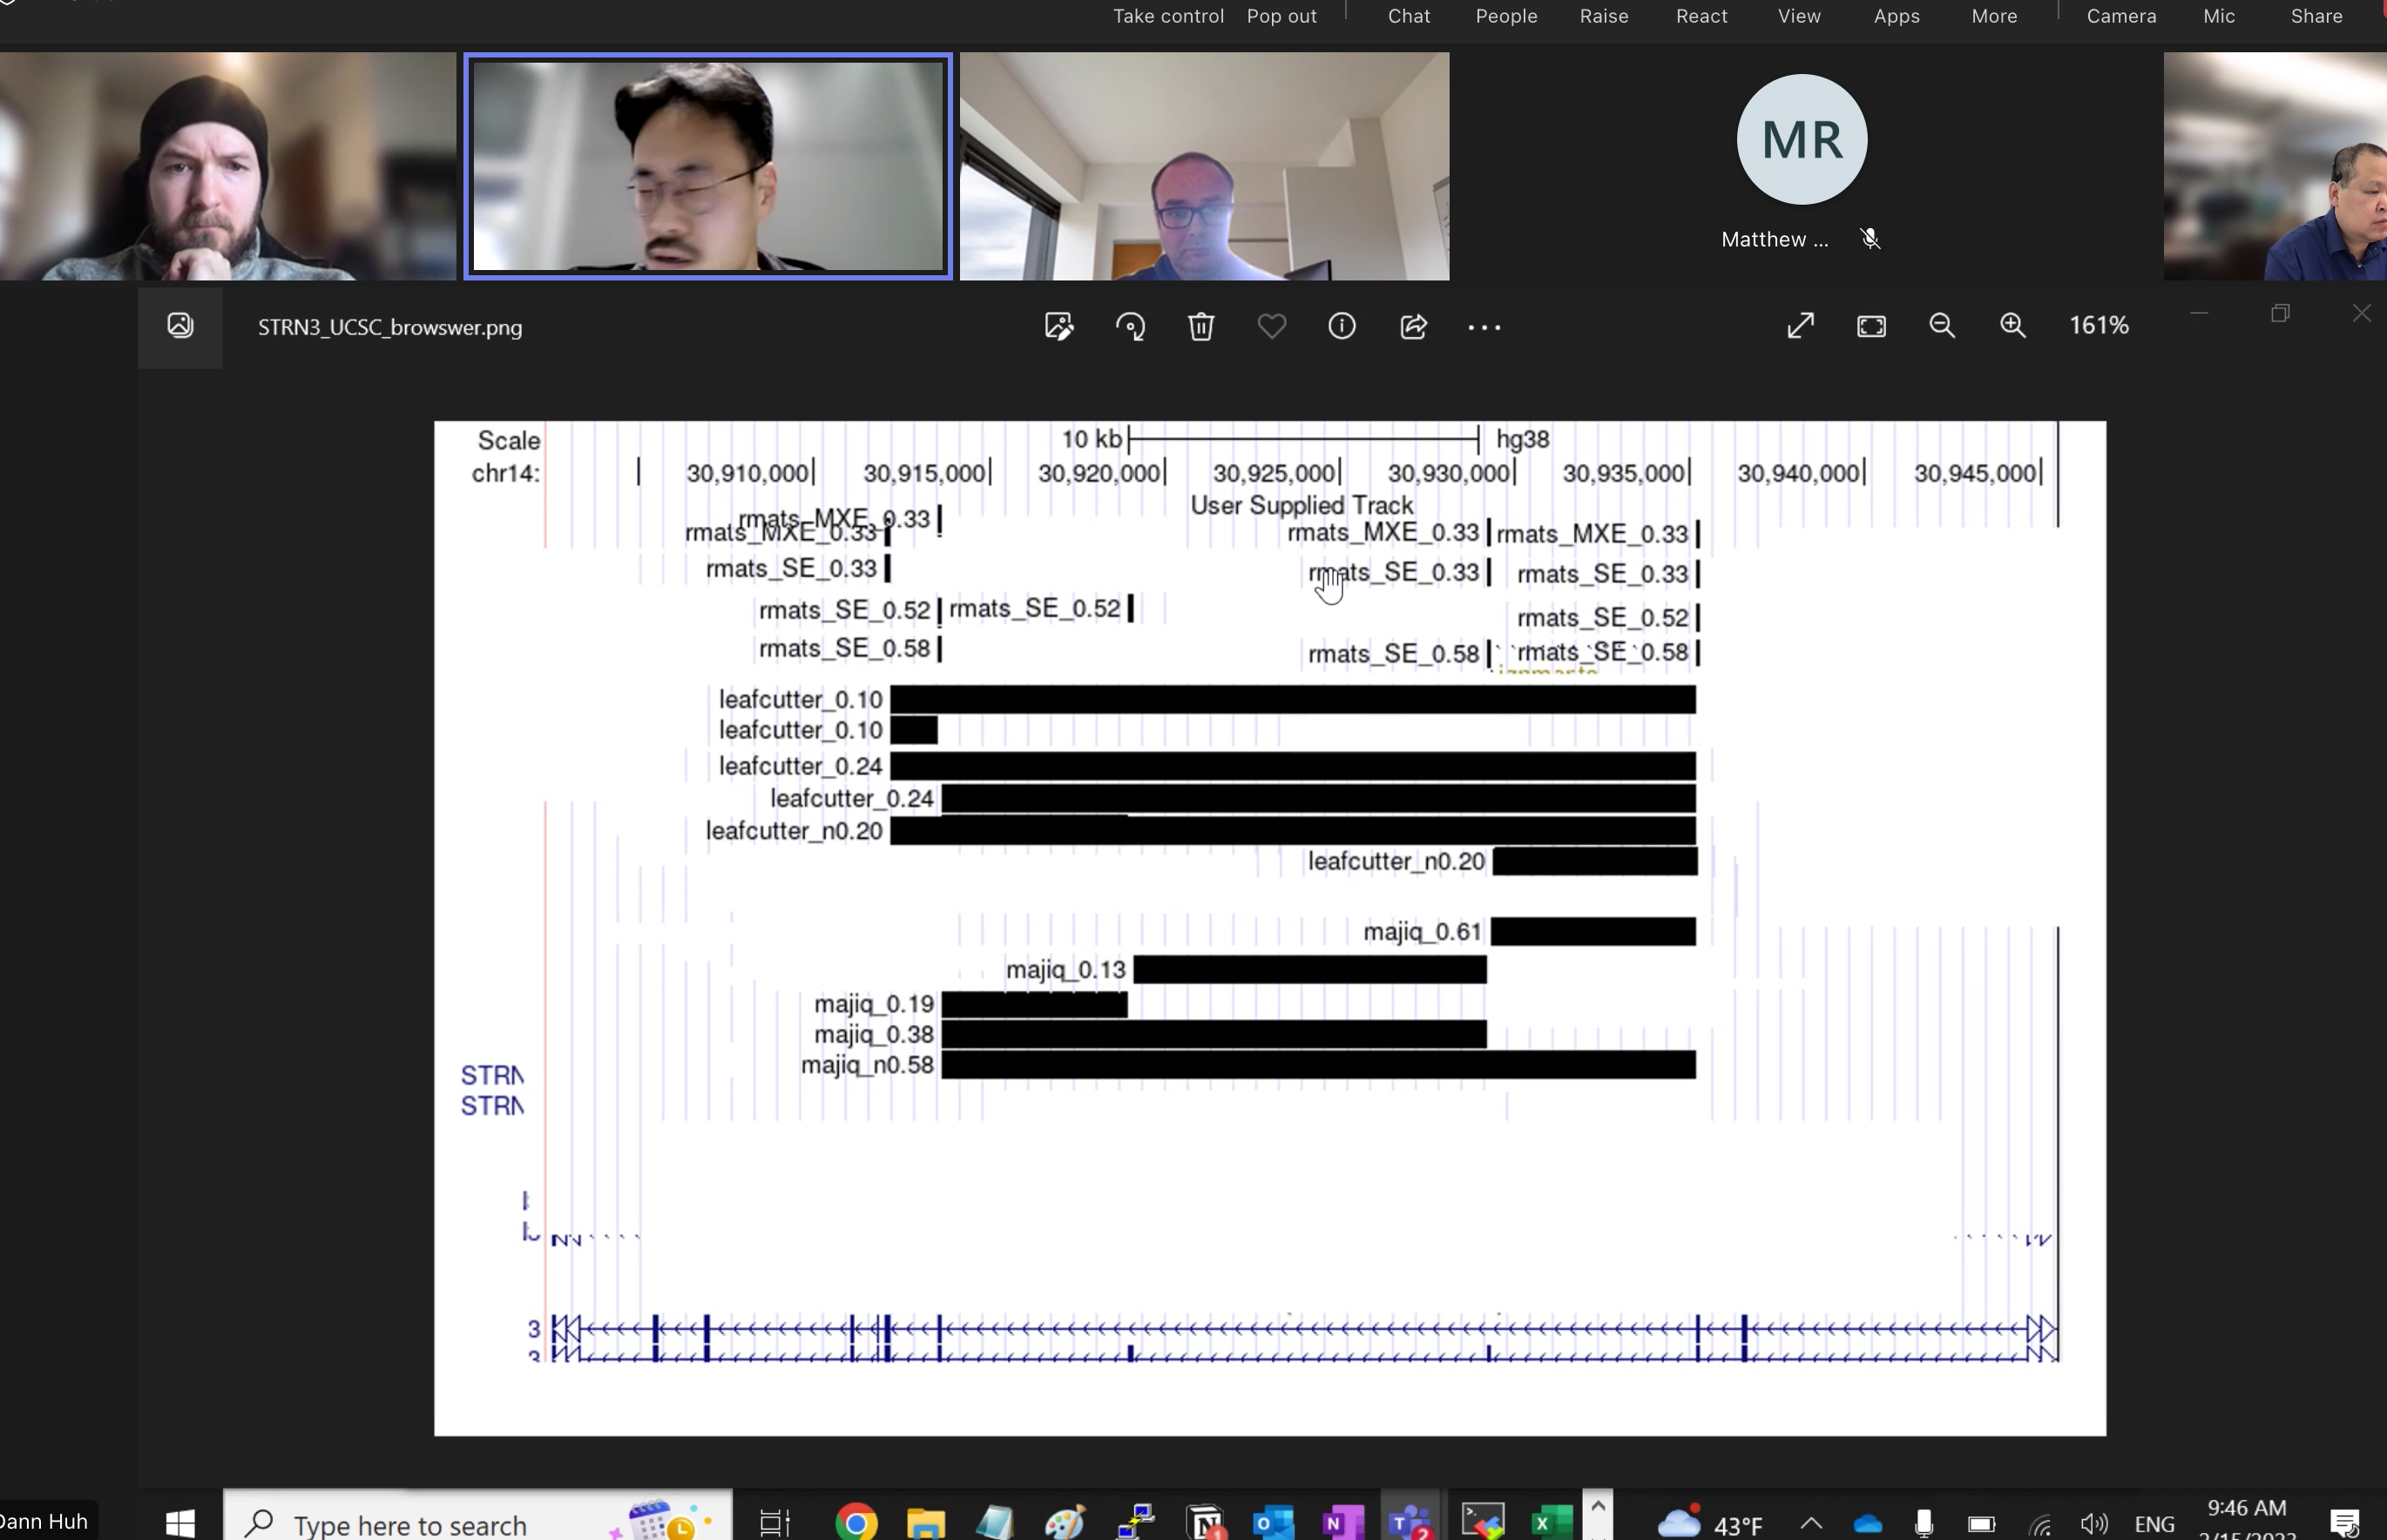 Take control Pop out Chat People Raise React View Apps More Camera Mic Share
MR
Matthew ...
STRN3_UCSC_browswer.png
161%
Scale 10 kb hg38
chr14: 30,910,000 30,915,000 30,920,000 30,925,000 30,930,000 30,935,000 30,940,000 30,945,000
User Supplied Track
rmats_MXE_0.33
rmats_MXE_0.33 rmats_MXE_0.33 rmats_MXE_0.33
rmats_SE_0.33 rmats_SE_0.33 rmats_SE_0.33
rmats_SE_0.52 rmats_SE_0.52 rmats_SE_0.52
rmats_SE_0.58 rmats_SE_0.58 rmats_SE_0.58
leafcutter_0.10
leafcutter_0.10
leafcutter_0.24
leafcutter_0.24
leafcutter_n0.20
leafcutter_n0.20
majiq_0.61
majiq_0.13
majiq_0.19
majiq_0.38
majiq_n0.58
STRN
STRN
3
3
Dann Huh
Type here to search
43°F
ENG
9:46 AM
2/15/2023